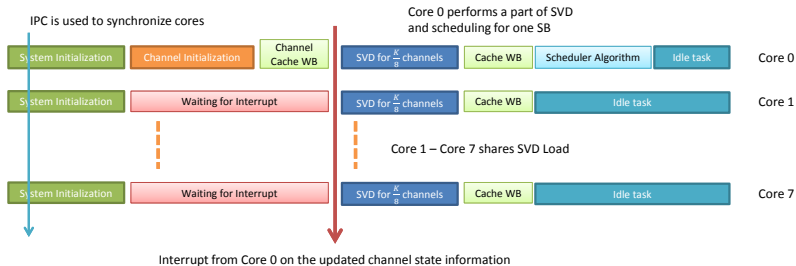 IPC is used to synchronize cores
Core 0 performs a part of SVD
and scheduling for one SB
System Initialization
Channel Initialization
Channel
Cache WB
SVD for K/8 channels
Cache WB
Scheduler Algorithm
Idle task
Core 0
System Initialization
Waiting for Interrupt
SVD for K/8 channels
Cache WB
Idle task
Core 1
Core 1 – Core 7 shares SVD Load
System Initialization
Waiting for Interrupt
SVD for K/8 channels
Cache WB
Idle task
Core 7
Interrupt from Core 0 on the updated channel state information